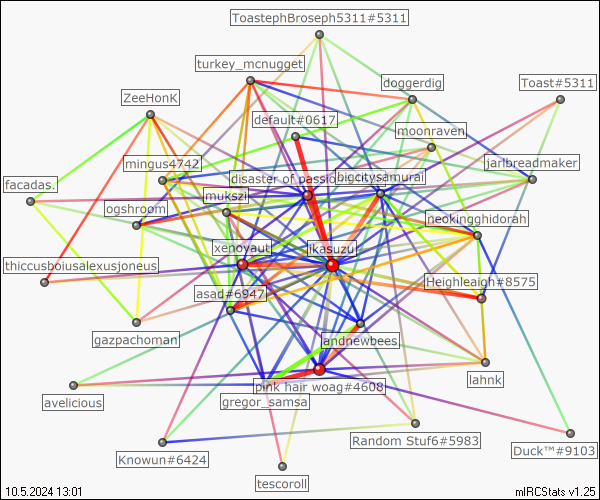 ToastephBroseph5311#5311
turkey_mcnugget
doggerdig
Toast#5311
ZeeHonK
default#0617
moonraven
mingus4742
jarlbreadmaker
disaster_of_passion
bigcitysamurai
facadas.
mukszi
ogshroom
neokingghidorah
xenoyaut
jkasuzu
thiccusboiusalexusjoneus
Heighleaigh#8575
asad#6947
gazpachoman
andnewbees
lahnk
pink hair woag#4608
avelicious
gregor_samsa
Random Stuf6#5983
Duck™#9103
Knowun#6424
tescoroll
10.5.2024 13:01
mIRCStats v1.25